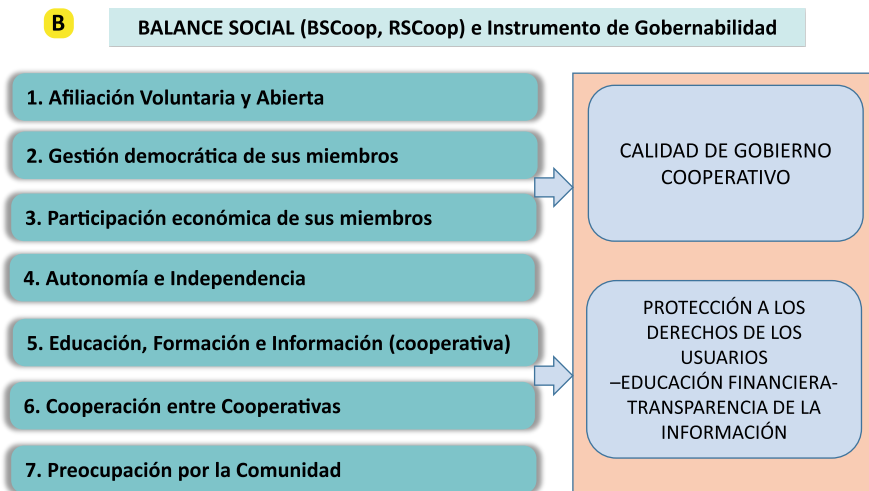 B
BALANCE SOCIAL (BSCoop, RSCoop) e Instrumento de Gobernabilidad
1. Afiliación Voluntaria y Abierta
2. Gestión democrática de sus miembros
3. Participación económica de sus miembros
4. Autonomía e Independencia
5. Educación, Formación e Información (cooperativa)
6. Cooperación entre Cooperativas
7. Preocupación por la Comunidad
CALIDAD DE GOBIERNO
COOPERATIVO
PROTECCIÓN A LOS
DERECHOS DE LOS
USUARIOS
–EDUCACIÓN FINANCIERA-
TRANSPARENCIA DE LA
INFORMACIÓN